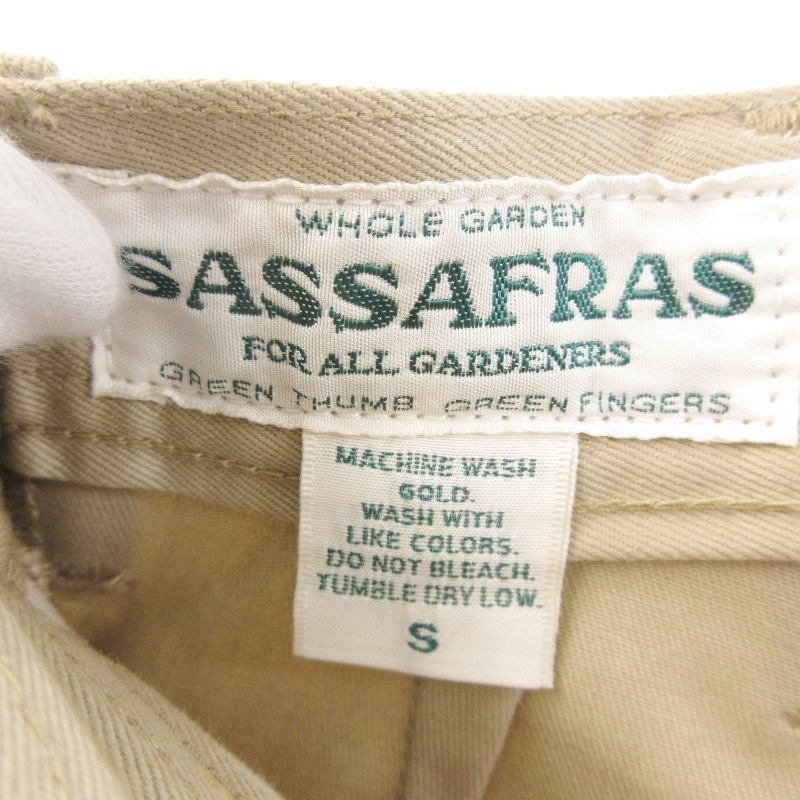 WHOLE GARDEN
SASSAFRAS
FOR ALL GARDENERS
GREEN THUMB GREEN FINGERS
MACHINE WASH
GOLD.
WASH WITH
LIKE COLORS.
DO NOT BLEACH.
TUMBLE DRY LOW.
S